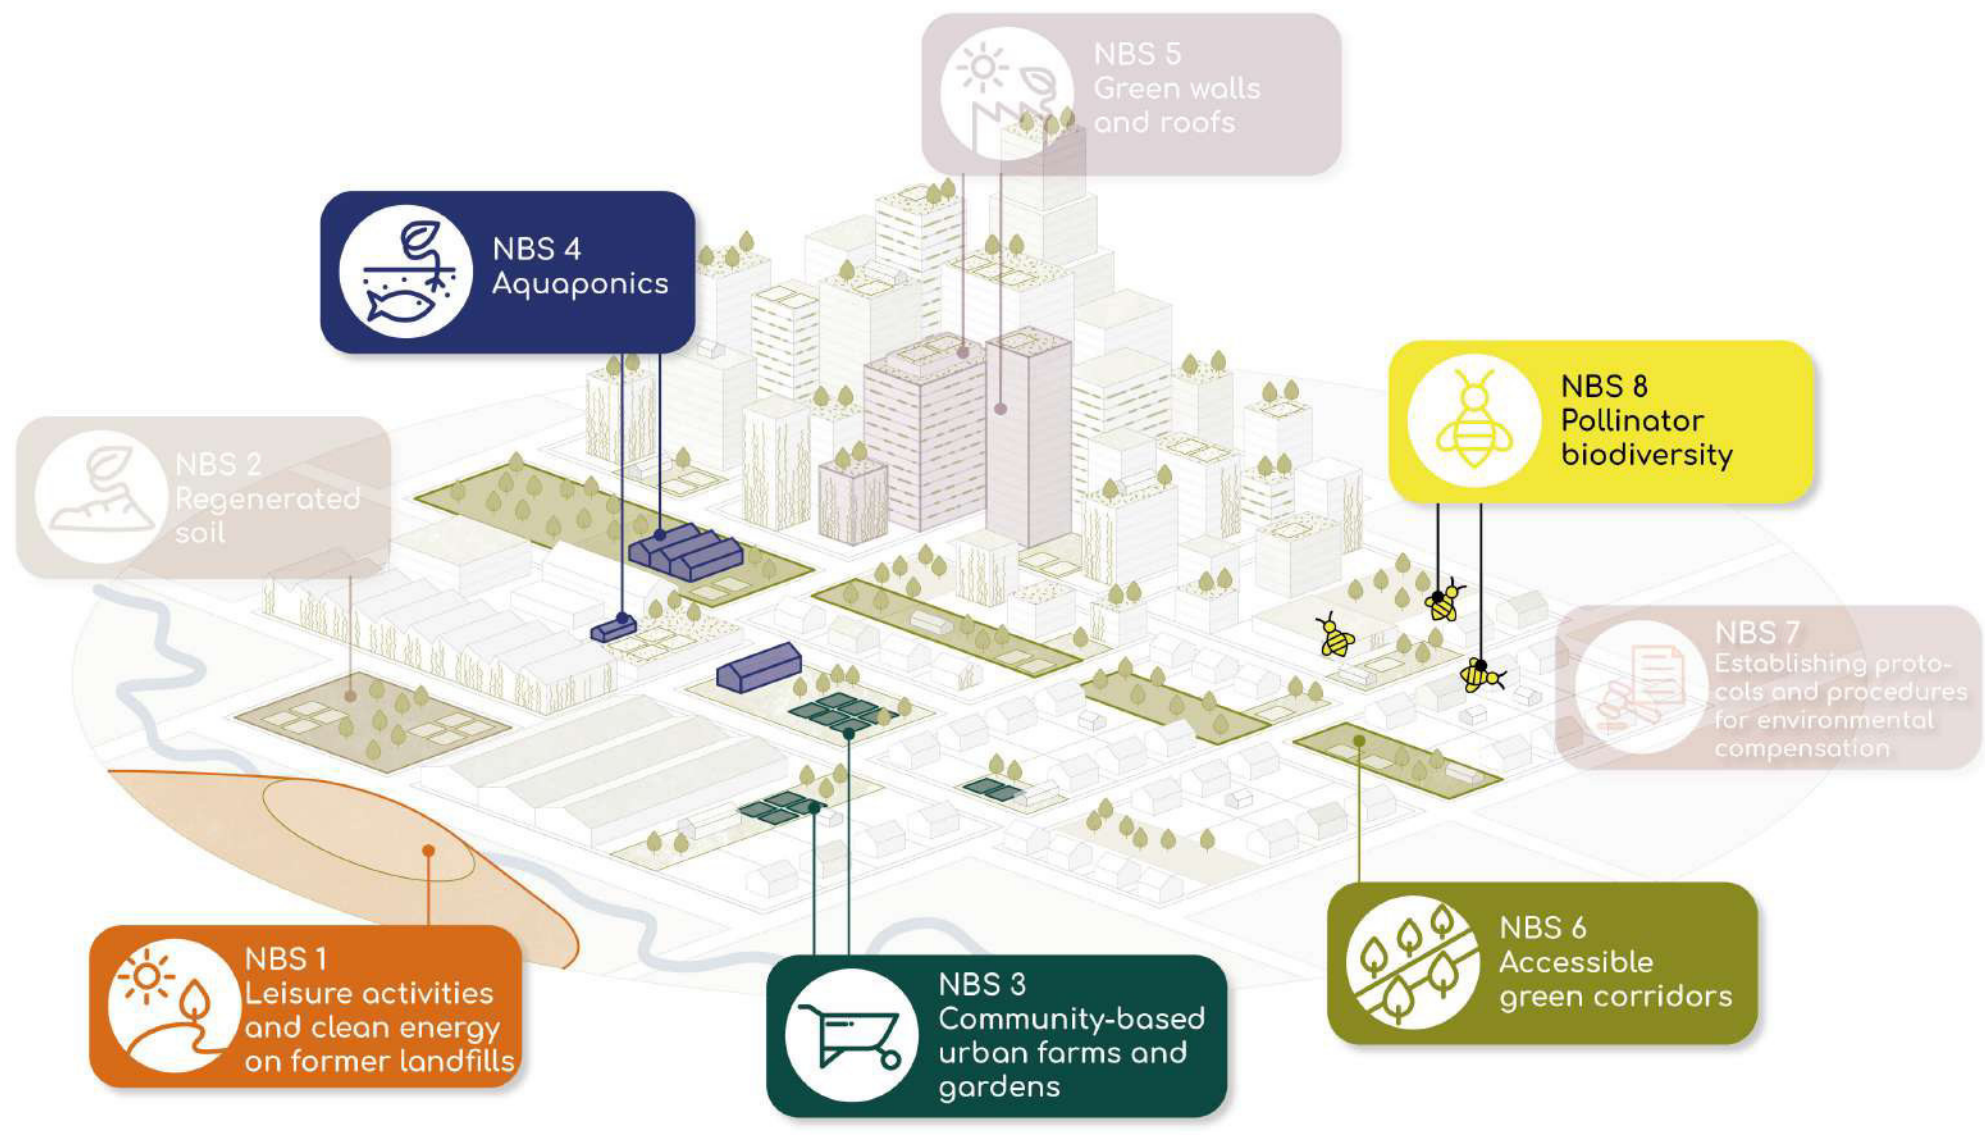 NBS 5
Green walls
and roofs
NBS 4
Aquaponics
NBS 8
Pollinator
biodiversity
NBS 2
Regenerated
soil
NBS 7
Establishing proto-
cols and procedures
for environmental
compensation
NBS 1
Leisure activities
and clean energy
on former landfills
NBS 3
Community-based
urban farms and
gardens
NBS 6
Accessible
green corridors